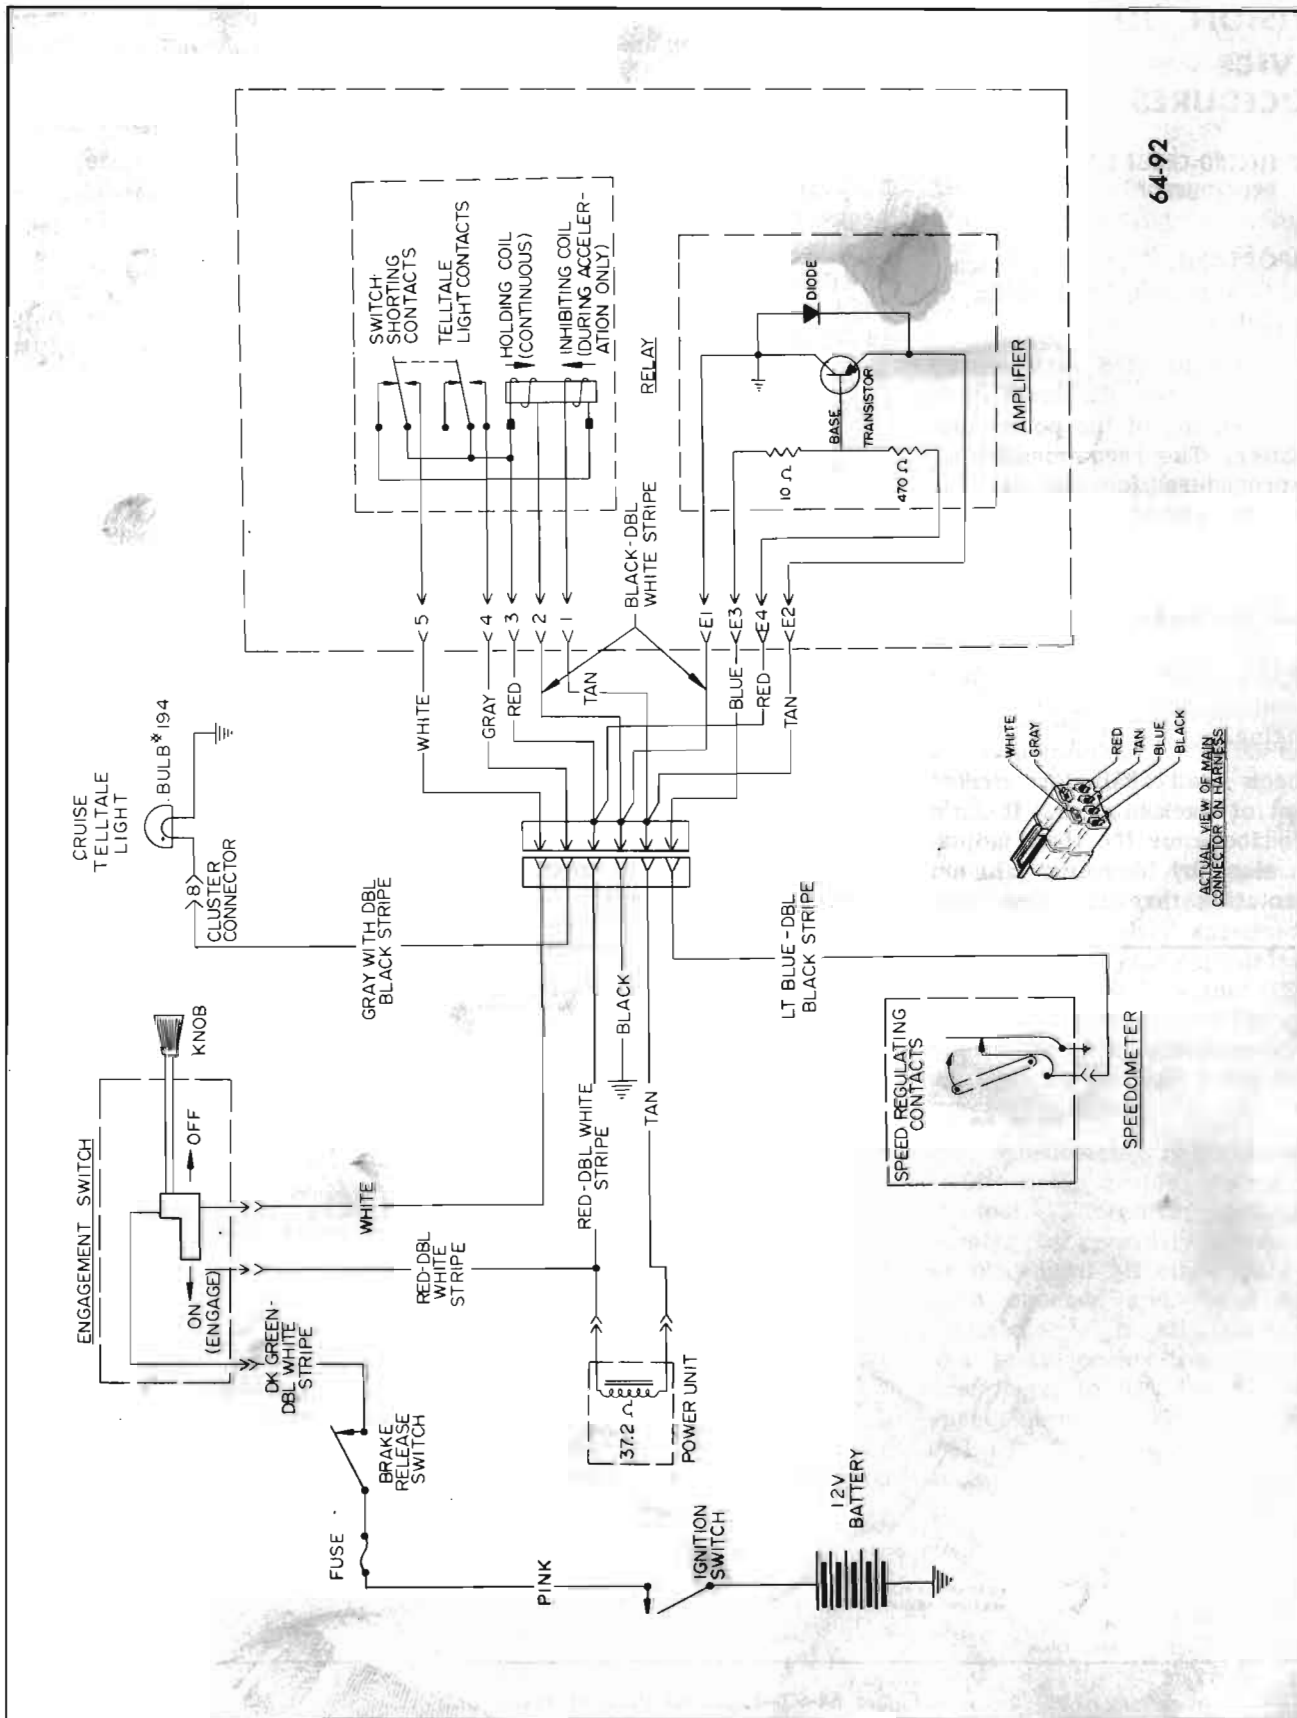 CRUISE
TELLTALE
LIGHT
BULB*194
8
CLUSTER
CONNECTOR
GRAY WITH DBL
BLACK STRIPE
ENGAGEMENT SWITCH
KNOB
OFF
ON
(ENGAGE)
DK GREEN-
DBL WHITE
STRIPE
WHITE
RED-DBL
WHITE
STRIPE
RED-DBL WHITE
STRIPE
BLACK
TAN
FUSE
BRAKE
RELEASE
SWITCH
PINK
IGNITION
SWITCH
12V
BATTERY
37.2 Ω
POWER UNIT
LT BLUE-DBL
BLACK STRIPE
SPEED REGULATING
CONTACTS
SPEEDOMETER
WHITE
GRAY
RED
TAN
BLUE
BLACK
ACTUAL VIEW OF MAIN
CONNECTOR ON HARNESS
WHITE
5
GRAY
4
RED
3
2
TAN
1
BLACK-DBL
WHITE STRIPE
E1
BLUE
E3
RED
E4
TAN
E2
SWITCH
SHORTING
CONTACTS
TELLTALE
LIGHT CONTACTS
HOLDING COIL
(CONTINUOUS)
INHIBITING COIL
(DURING ACCELER-
ATION ONLY)
RELAY
DIODE
BASE
TRANSISTOR
10 Ω
470 Ω
AMPLIFIER
64-92